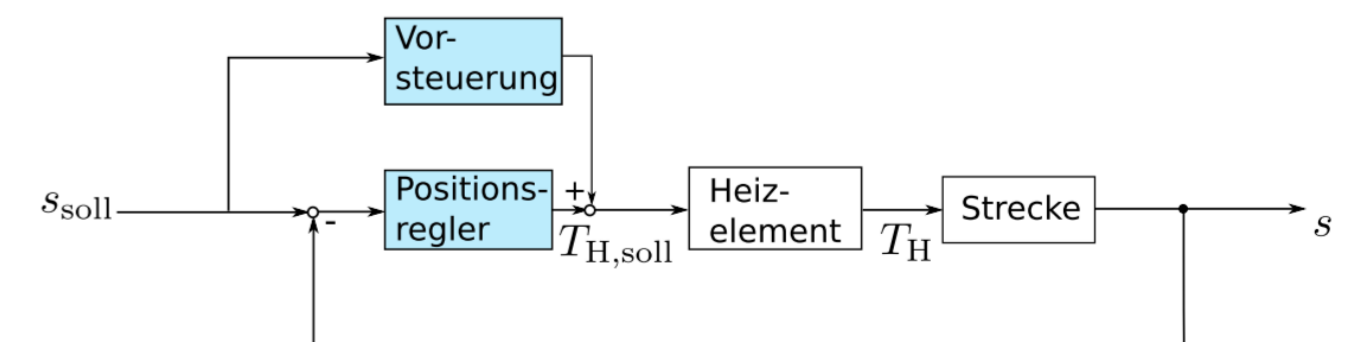 Vor-
steuerung
s_soll
-
Positions-
regler
+
T_H,soll
Heiz-
element
T_H
Strecke
s